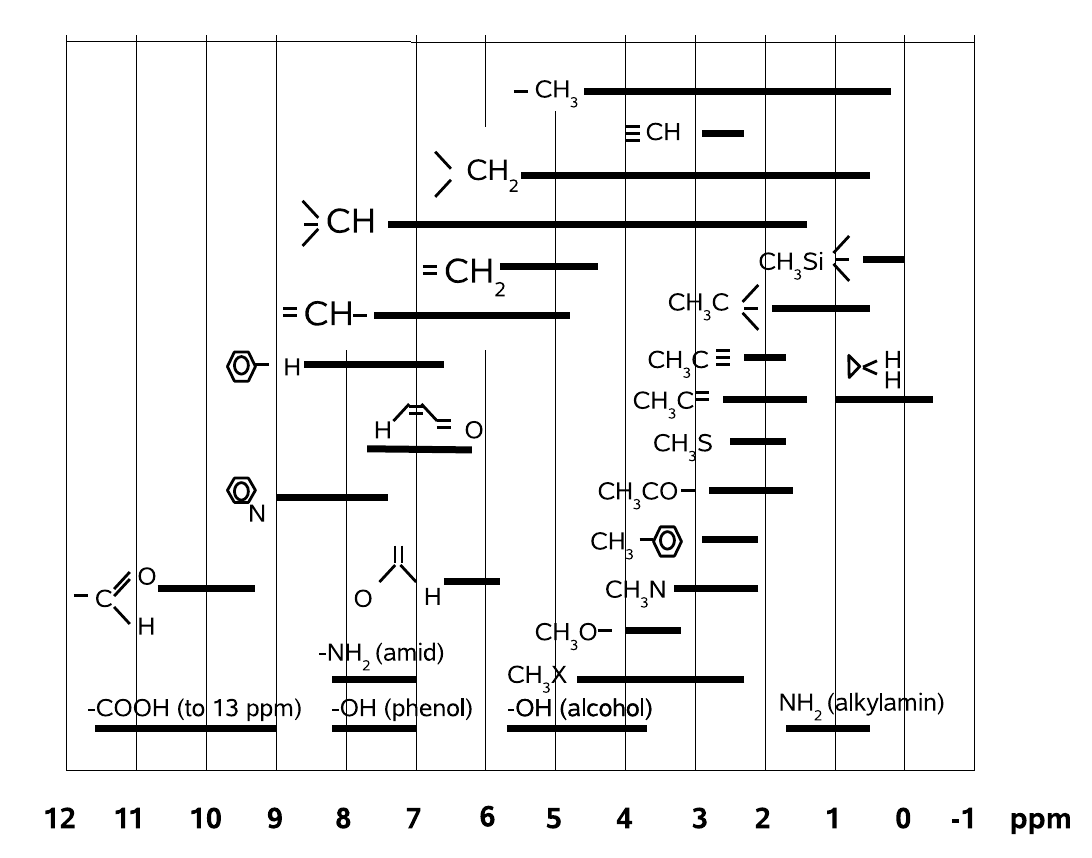 – CH₃
≡ CH
CH₂
CH
= CH₂
CH₃Si
= CH–
CH₃C
H
CH₃C ≡
H
H
CH₃C=
H O
CH₃S
N
CH₃CO–
CH₃
– C O
H
O H
CH₃N
CH₃O–
-NH₂ (amid)
CH₃X
-COOH (to 13 ppm) -OH (phenol) -OH (alcohol) NH₂ (alkylamin)
12 11 10 9 8 7 6 5 4 3 2 1 0 -1 ppm